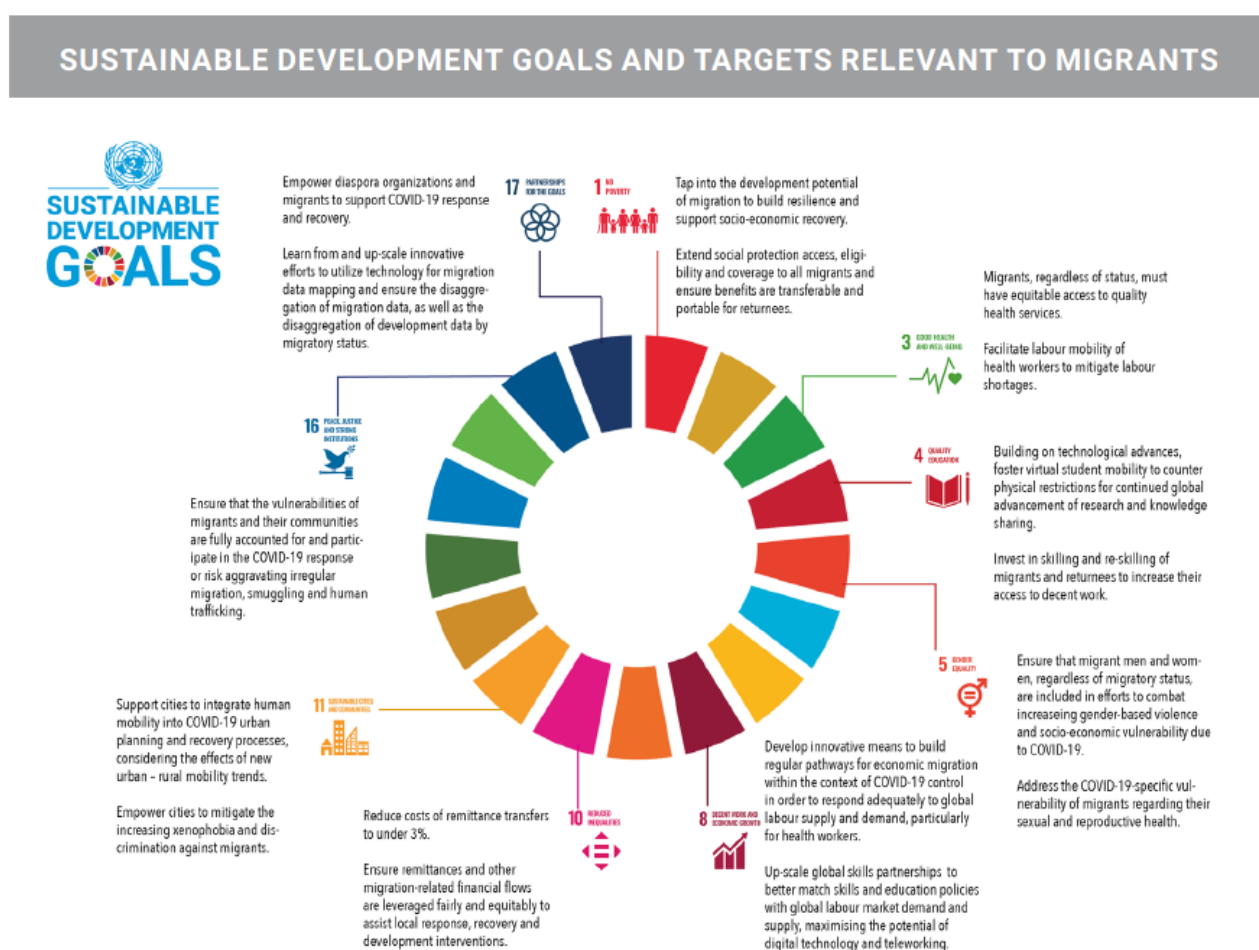 SUSTAINABLE DEVELOPMENT GOALS AND TARGETS RELEVANT TO MIGRANTS
SUSTAINABLE
DEVELOPMENT
GOALS
Empower diaspora organizations and
migrants to support COVID-19 response
and recovery.
Learn from and up-scale innovative
efforts to utilize technology for migration
data mapping and ensure the disaggre-
gation of migration data, as well as the
disaggregation of development data by
migratory status.
17 PARTNERSHIPS
FOR THE GOALS
1 NO
POVERTY
Tap into the development potential
of migration to build resilience and
support socio-economic recovery.
Extend social protection access, eligi-
bility and coverage to all migrants and
ensure benefits are transferable and
portable for returnees.
3 GOOD HEALTH
AND WELL-BEING
Migrants, regardless of status, must
have equitable access to quality
health services.
Facilitate labour mobility of
health workers to mitigate labour
shortages.
4 QUALITY
EDUCATION
Building on technological advances,
foster virtual student mobility to counter
physical restrictions for continued global
advancement of research and knowledge
sharing.
Invest in skilling and re-skilling of
migrants and returnees to increase their
access to decent work.
5 GENDER
EQUALITY
Ensure that migrant men and wom-
en, regardless of migratory status,
are included in efforts to combat
increaseing gender-based violence
and socio-economic vulnerability due
to COVID-19.
Address the COVID-19-specific vul-
nerability of migrants regarding their
sexual and reproductive health.
8 DECENT WORK AND
ECONOMIC GROWTH
Develop innovative means to build
regular pathways for economic migration
within the context of COVID-19 control
in order to respond adequately to global
labour supply and demand, particularly
for health workers.
Up-scale global skills partnerships to
better match skills and education policies
with global labour market demand and
supply, maximising the potential of
digital technology and teleworking.
10 REDUCED
INEQUALITIES
Reduce costs of remittance transfers
to under 3%.
Ensure remittances and other
migration-related financial flows
are leveraged fairly and equitably to
assist local response, recovery and
development interventions.
11 SUSTAINABLE CITIES
AND COMMUNITIES
Support cities to integrate human
mobility into COVID-19 urban
planning and recovery processes,
considering the effects of new
urban – rural mobility trends.
Empower cities to mitigate the
increasing xenophobia and dis-
crimination against migrants.
16 PEACE, JUSTICE
AND STRONG
INSTITUTIONS
Ensure that the vulnerabilities of
migrants and their communities
are fully accounted for and partic-
ipate in the COVID-19 response
or risk aggravating irregular
migration, smuggling and human
trafficking.